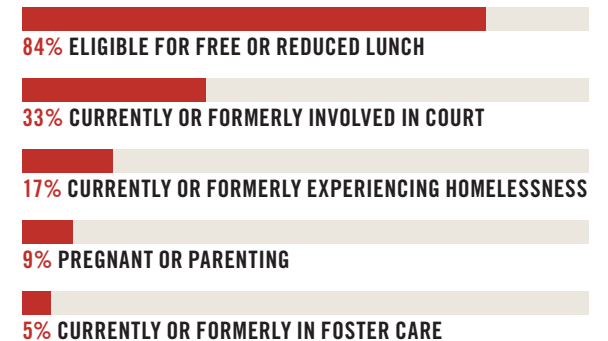 84% ELIGIBLE FOR FREE OR REDUCED LUNCH
33% CURRENTLY OR FORMERLY INVOLVED IN COURT
17% CURRENTLY OR FORMERLY EXPERIENCING HOMELESSNESS
9% PREGNANT OR PARENTING
5% CURRENTLY OR FORMERLY IN FOSTER CARE